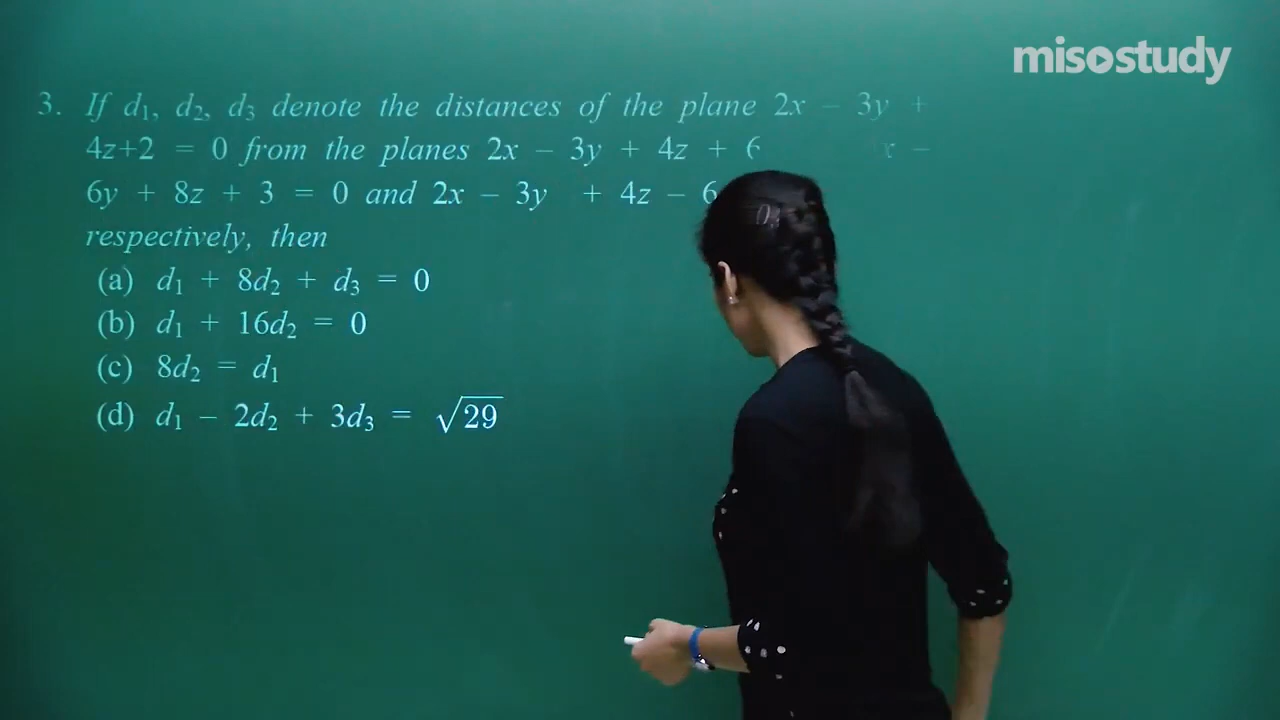 misostudy
3. If d₁, d₂, d₃ denote the distances of the plane 2x − 3y +
4z+2 = 0 from the planes 2x − 3y + 4z + 6 x −
6y + 8z + 3 = 0 and 2x − 3y + 4z − 6
respectively, then
(a) d₁ + 8d₂ + d₃ = 0
(b) d₁ + 16d₂ = 0
(c) 8d₂ = d₁
(d) d₁ − 2d₂ + 3d₃ = √29